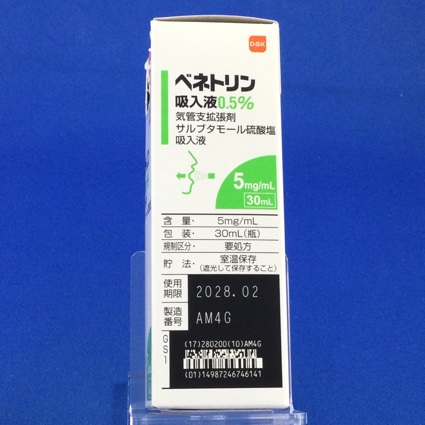 GSK
ベネトリン
吸入液0.5%
気管支拡張剤
サルブタモール硫酸塩
吸入液
5mg/mL
30mL
含 量: 5mg/mL
包 装: 30mL(瓶)
規制区分: 要処方
貯 法: 室温保存
(遮光して保存すること)
使用期限 2028.02
製造番号 AM4G
GS1
(17)280200(10)AM4G
(01)14987246746141